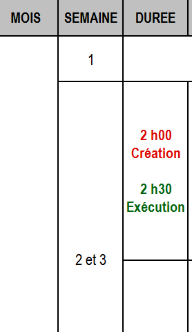 MOIS SEMAINE DUREE
1
2 h00
Création
2 h30
Exécution
2 et 3